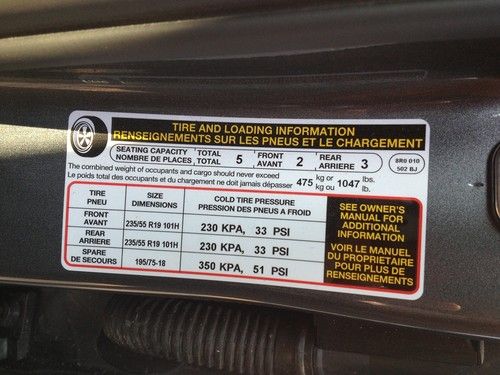 TIRE AND LOADING INFORMATION
RENSEIGNEMENTS SUR LES PNEUS ET LE CHARGEMENT
SEATING CAPACITY TOTAL 5 FRONT 2 REAR 3
NOMBRE DE PLACES TOTAL AVANT ARRIERE
8R0 010
502 BJ
The combined weight of occupants and cargo should never exceed 475 kg or 1047 lbs.
Le poids total des occupants et du chargement ne doit jamais dépasser kg ou lb.
TIRE SIZE COLD TIRE PRESSURE
PNEU DIMENSIONS PRESSION DES PNEUS A FROID
FRONT
AVANT 235/55 R19 101H 230 KPA, 33 PSI
REAR
ARRIERE 235/55 R19 101H 230 KPA, 33 PSI
SPARE
DE SECOURS 195/75-18 350 KPA, 51 PSI
SEE OWNER'S
MANUAL FOR
ADDITIONAL
INFORMATION
VOIR LE MANUEL
DU PROPRIETAIRE
POUR PLUS DE
RENSEIGNEMENTS